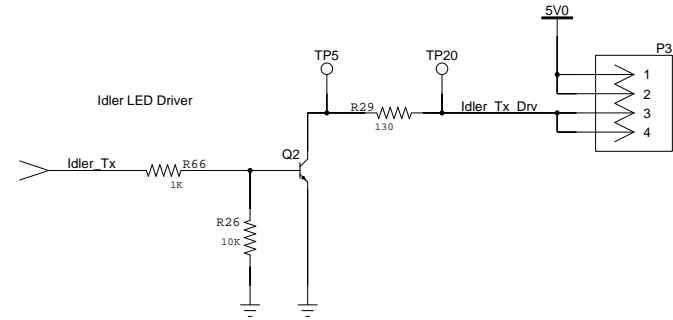 5V0
P3
TP5
TP20
1
2
3
4
R29
130
Idler_Tx_Drv
Idler LED Driver
Q2
Idler_Tx
R66
1K
R26
10K